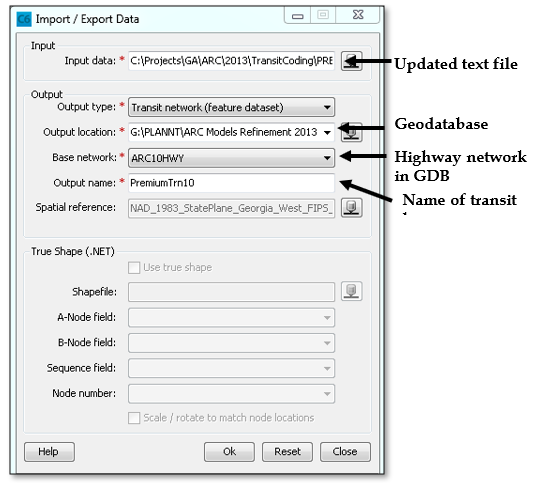 C6 Import / Export Data
Input
Input data: * C:\Projects\GA\ARC\2013\TransitCoding\PRE
Updated text file
Output
Output type: * Transit network (feature dataset)
Output location: * G:\PLANNT\ARC Models Refinement 2013
Geodatabase
Base network: * ARC10HWY
Highway network
in GDB
Output name: * PremiumTrn10
Name of transit
Spatial reference: NAD_1983_StatePlane_Georgia_West_FIPS_
True Shape (.NET)
Use true shape
Shapefile:
A-Node field:
B-Node field:
Sequence field:
Node number:
Scale / rotate to match node locations
Help Ok Reset Close